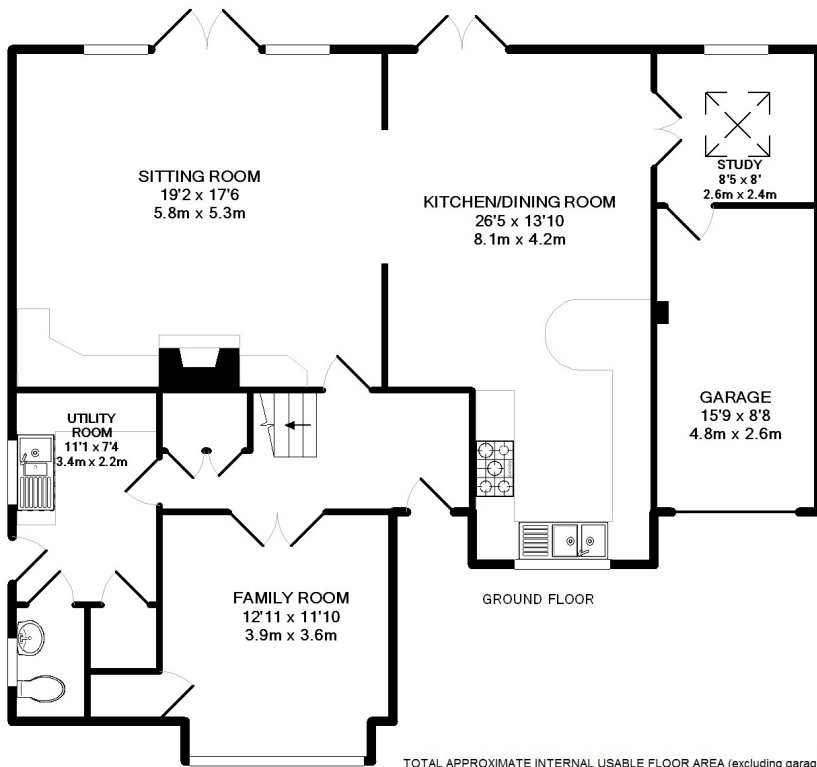 SITTING ROOM
19'2 x 17'6
5.8m x 5.3m
KITCHEN/DINING ROOM
26'5 x 13'10
8.1m x 4.2m
STUDY
8'5 x 8'
2.6m x 2.4m
GARAGE
15'9 x 8'8
4.8m x 2.6m
UTILITY
ROOM
11'1 x 7'4
3.4m x 2.2m
FAMILY ROOM
12'11 x 11'10
3.9m x 3.6m
GROUND FLOOR
TOTAL APPROXIMATE INTERNAL USABLE FLOOR AREA (excluding garag